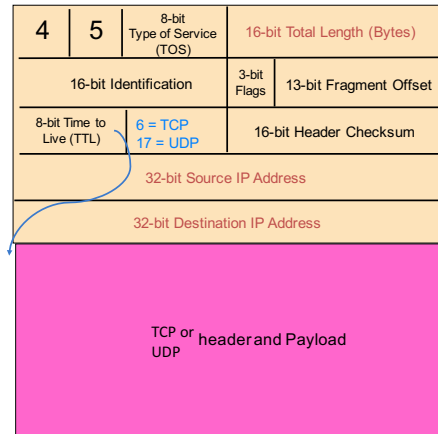 4
5
8-bit
Type of Service
(TOS)
16-bit Total Length (Bytes)
16-bit Identification
3-bit
Flags
13-bit Fragment Offset
8-bit Time to
Live (TTL)
6 = TCP
17 = UDP
16-bit Header Checksum
32-bit Source IP Address
32-bit Destination IP Address
TCP or
UDP
header and Payload